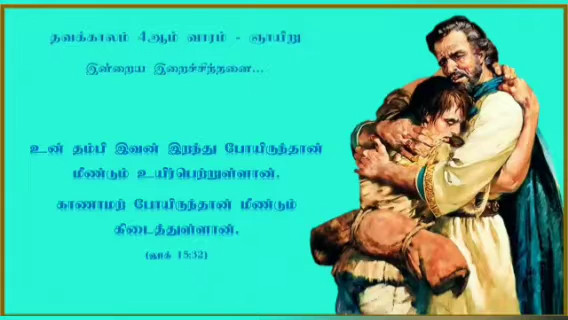 தவக்காலம் 4ஆம் வாரம் - ஞாயிறு
இன்றைய இறைச்சிந்தனை...
உன் தம்பி இவன் இறந்து போயிருந்தான்
மீண்டும் உயிர்பெற்றுள்ளான்.
காணாமற் போயிருந்தான் மீண்டும்
கிடைத்துள்ளான்.
(லூக் 15:32)